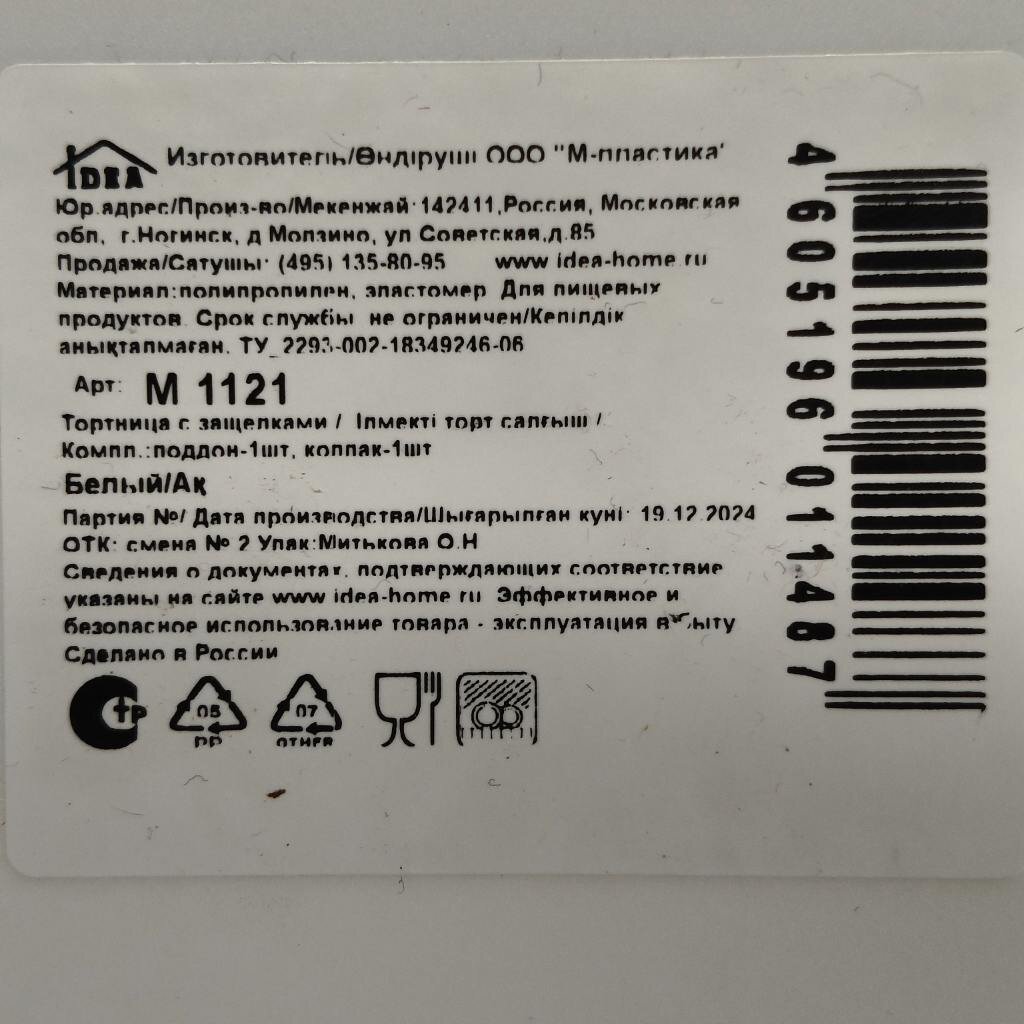 IDEA
Изготовитель/Өндіруші ООО "М-пластика"
Юр.адрес/Произ-во/Мекенжай: 142411,Россия, Московская
обл, г.Ногинск, д Молзино, ул Советская,д.85
Продажа/Сатушы: (495) 135-80-95 www idea-home ru
Материал:полипропилен, эластомер Для пищевых
продуктов Срок службы не ограничен/Кепілдік
анықталмаған. ТУ 2293-002-18349246-06
Арт: М 1121
Тортница с защелками / Ілмекті торт салғыш /
Компл.:поддон-1шт, колпак-1шт
Белый/Ақ
Партия №/ Дата производства/Шығарылған күні: 19.12.2024
ОТК: смена № 2 Упак:Митькова О.Н
Сведения о документах, подтверждающих соответствие
указаны на сайте www idea-home ru Эффективное и
безопасное использование товара - эксплуатация в быту
Сделано в России
тр
05
PP
07
OTHER
4 605196 011487